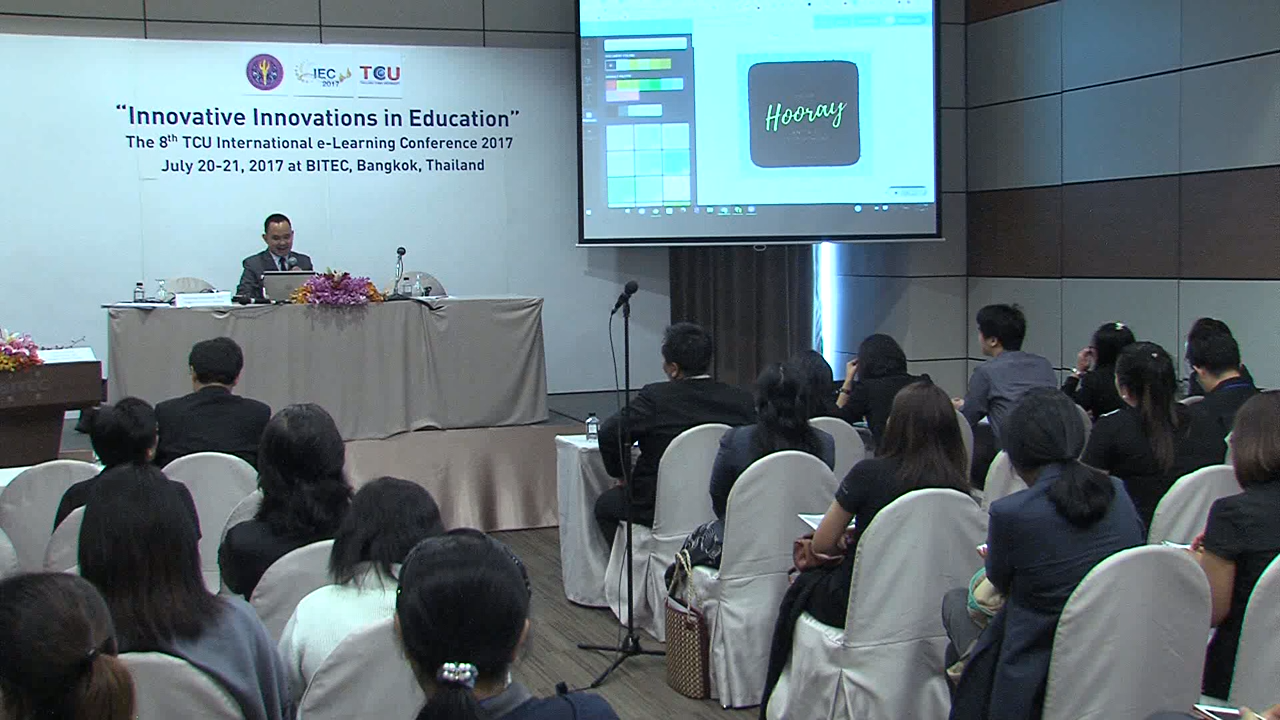 IEC
2017
TCU
“Innovative Innovations in Education”
The 8th TCU International e-Learning Conference 2017
July 20-21, 2017 at BITEC, Bangkok, Thailand
Hooray